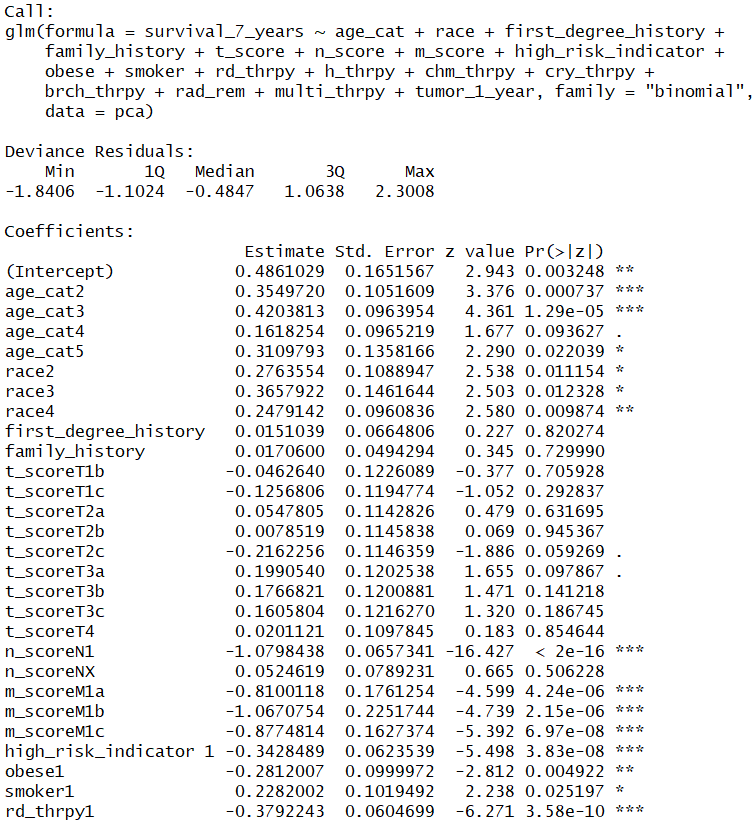 Call:
glm(formula = survival_7_years ~ age_cat + race + first_degree_history +
    family_history + t_score + n_score + m_score + high_risk_indicator +
    obese + smoker + rd_thrpy + h_thrpy + chm_thrpy + cry_thrpy +
    brch_thrpy + rad_rem + multi_thrpy + tumor_1_year, family = "binomial",
    data = pca)
Deviance Residuals:
    Min       1Q   Median       3Q      Max
-1.8406  -1.1024  -0.4847   1.0638   2.3008
Coefficients:
                        Estimate Std. Error z value Pr(>|z|)
(Intercept)            0.4861029  0.1651567   2.943 0.003248 **
age_cat2               0.3549720  0.1051609   3.376 0.000737 ***
age_cat3               0.4203813  0.0963954   4.361 1.29e-05 ***
age_cat4               0.1618254  0.0965219   1.677 0.093627 .
age_cat5               0.3109793  0.1358166   2.290 0.022039 *
race2                  0.2763554  0.1088947   2.538 0.011154 *
race3                  0.3657922  0.1461644   2.503 0.012328 *
race4                  0.2479142  0.0960836   2.580 0.009874 **
first_degree_history   0.0151039  0.0664806   0.227 0.820274
family_history         0.0170600  0.0494294   0.345 0.729990
t_scoreT1b            -0.0462640  0.1226089  -0.377 0.705928
t_scoreT1c            -0.1256806  0.1194774  -1.052 0.292837
t_scoreT2a             0.0547805  0.1142826   0.479 0.631695
t_scoreT2b             0.0078519  0.1145838   0.069 0.945367
t_scoreT2c            -0.2162256  0.1146359  -1.886 0.059269 .
t_scoreT3a             0.1990540  0.1202538   1.655 0.097867 .
t_scoreT3b             0.1766821  0.1200881   1.471 0.141218
t_scoreT3c             0.1605804  0.1216270   1.320 0.186745
t_scoreT4              0.0201121  0.1097845   0.183 0.854644
n_scoreN1             -1.0798438  0.0657341 -16.427  < 2e-16 ***
n_scoreNX              0.0524619  0.0789231   0.665 0.506228
m_scoreM1a            -0.8100118  0.1761254  -4.599 4.24e-06 ***
m_scoreM1b            -1.0670754  0.2251744  -4.739 2.15e-06 ***
m_scoreM1c            -0.8774814  0.1627374  -5.392 6.97e-08 ***
high_risk_indicator 1 -0.3428489  0.0623539  -5.498 3.83e-08 ***
obese1                -0.2812007  0.0999972  -2.812 0.004922 **
smoker1                0.2282002  0.1019492   2.238 0.025197 *
rd_thrpy1             -0.3792243  0.0604699  -6.271 3.58e-10 ***